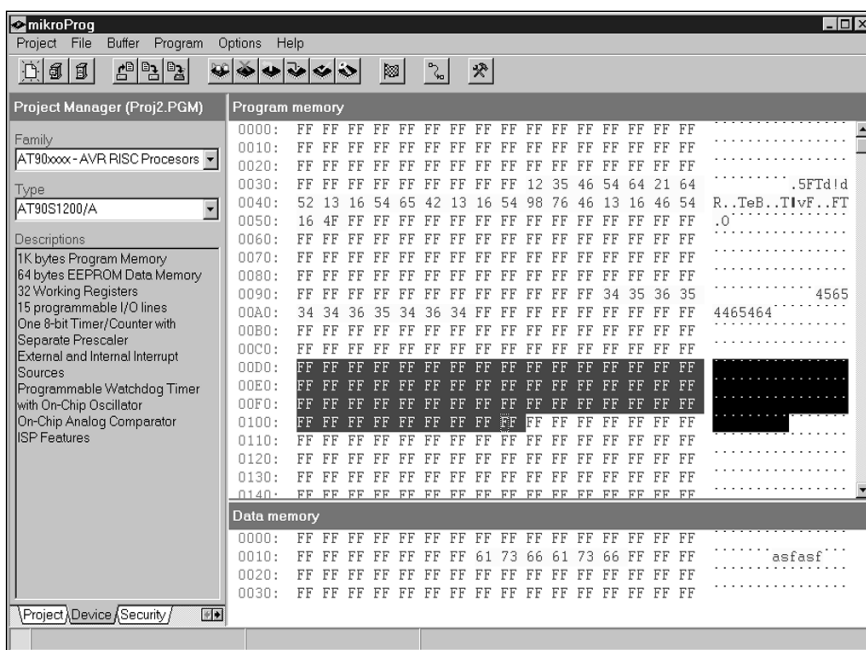 mikroProg
Project File Buffer Program Options Help
Project Manager (Proj2.PGM)
Family
AT90xxxx - AVR RISC Procesors
Type
AT90S1200/A
Descriptions
1K bytes Program Memory
64 bytes EEPROM Data Memory
32 Working Registers
15 programmable I/O lines
One 8-bit Timer/Counter with
Separate Prescaler
External and Internal Interrupt
Sources
Programmable Watchdog Timer
with On-Chip Oscillator
On-Chip Analog Comparator
ISP Features
Project Device Security
Program memory
0000: FF FF FF FF FF FF FF FF FF FF FF FF FF FF FF FF ................
0010: FF FF FF FF FF FF FF FF FF FF FF FF FF FF FF FF ................
0020: FF FF FF FF FF FF FF FF FF FF FF FF FF FF FF FF ................
0030: FF FF FF FF FF FF FF FF FF 12 35 46 54 64 21 64 ..........5FTd!d
0040: 52 13 16 54 65 42 13 16 54 98 76 46 13 16 46 54 R..TeB..T▮vF..FT
0050: 16 4F FF FF FF FF FF FF FF FF FF FF FF FF FF FF .O..............
0060: FF FF FF FF FF FF FF FF FF FF FF FF FF FF FF FF ................
0070: FF FF FF FF FF FF FF FF FF FF FF FF FF FF FF FF ................
0080: FF FF FF FF FF FF FF FF FF FF FF FF FF FF FF FF ................
0090: FF FF FF FF FF FF FF FF FF FF FF FF 34 35 36 35 ............4565
00A0: 34 34 36 35 34 36 34 FF FF FF FF FF FF FF FF FF 4465464.........
00B0: FF FF FF FF FF FF FF FF FF FF FF FF FF FF FF FF ................
00C0: FF FF FF FF FF FF FF FF FF FF FF FF FF FF FF FF ................
00D0: FF FF FF FF FF FF FF FF FF FF FF FF FF FF FF FF ................
00E0: FF FF FF FF FF FF FF FF FF FF FF FF FF FF FF FF ................
00F0: FF FF FF FF FF FF FF FF FF FF FF FF FF FF FF FF ................
0100: FF FF FF FF FF FF FF FF FF FF FF FF FF FF FF FF ................
0110: FF FF FF FF FF FF FF FF FF FF FF FF FF FF FF FF ................
0120: FF FF FF FF FF FF FF FF FF FF FF FF FF FF FF FF ................
0130: FF FF FF FF FF FF FF FF FF FF FF FF FF FF FF FF ................
0140: FF FF FF FF FF FF FF FF FF FF FF FF FF FF FF FF ................
Data memory
0000: FF FF FF FF FF FF FF FF FF FF FF FF FF FF FF FF ................
0010: FF FF FF FF FF FF FF 61 73 66 61 73 66 FF FF FF .......asfasf...
0020: FF FF FF FF FF FF FF FF FF FF FF FF FF FF FF FF ................
0030: FF FF FF FF FF FF FF FF FF FF FF FF FF FF FF FF ................